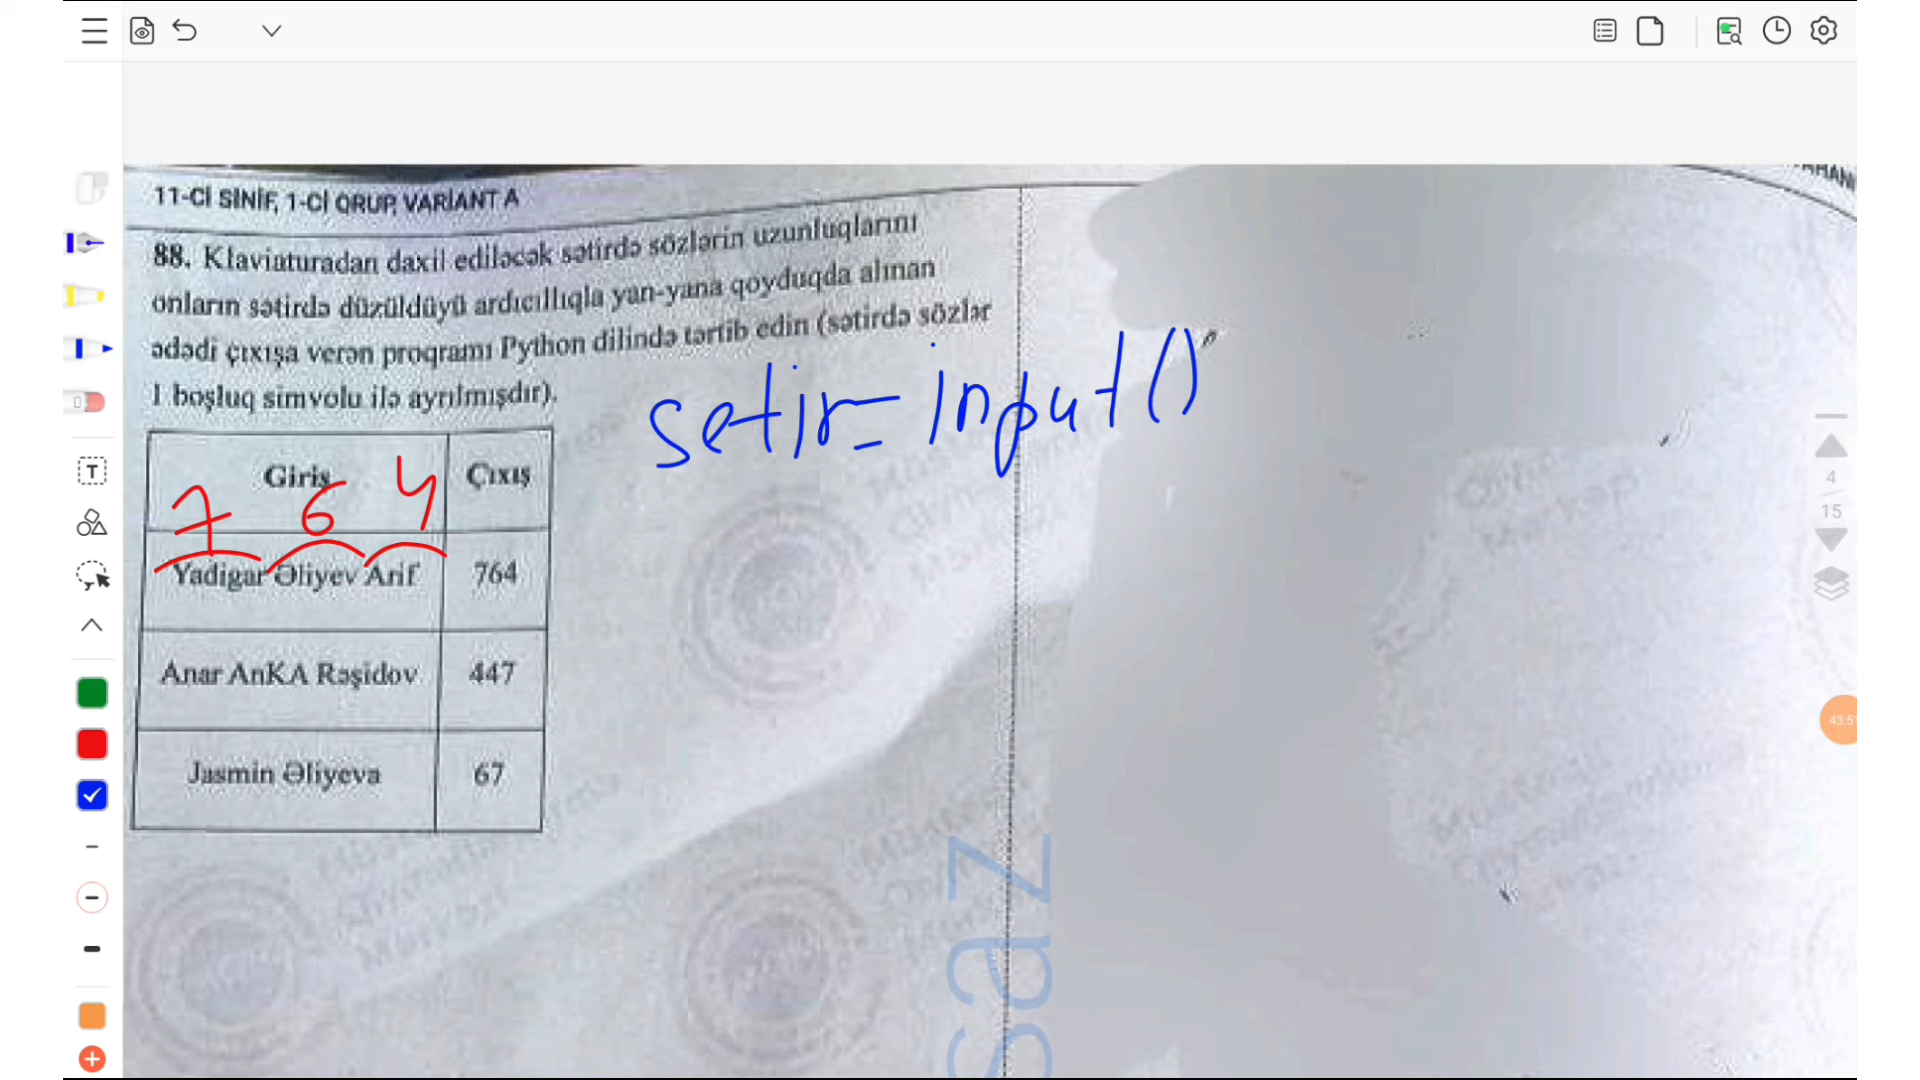 11-Cİ SİNİF, 1-Cİ QRUP, VARİANT A
88. Klaviaturadan daxil ediləcək sətirdə sözlərin uzunluqlarını
onların sətirdə düzüldüyü ardıcıllıqla yan-yana qoyduqda alınan
ədədi çıxışa verən proqramı Python dilində tərtib edin (sətirdə sözlər
1 boşluq simvolu ilə ayrılmışdır).
setir=input()
Giriş Çıxış
7 6 4
Yadigar Əliyev Arif 764
Anar AnKA Rəşidov 447
Jasmin Əliyeva 67
4
15
43:51
saz